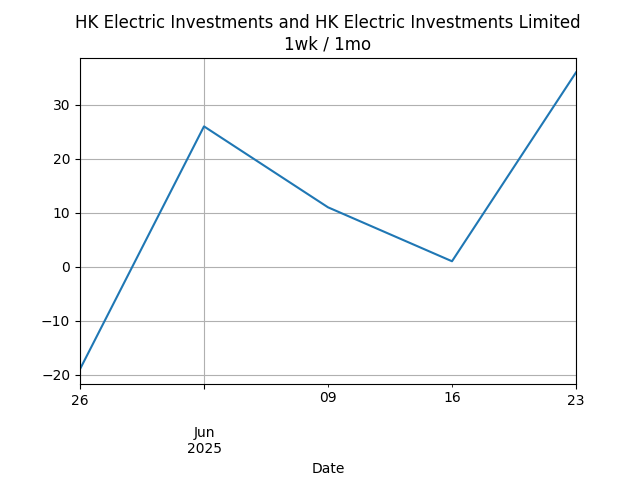 HK Electric Investments and HK Electric Investments Limited
1wk / 1mo
30
20
10
0
−10
−20
26
09
16
23
Jun
2025
Date